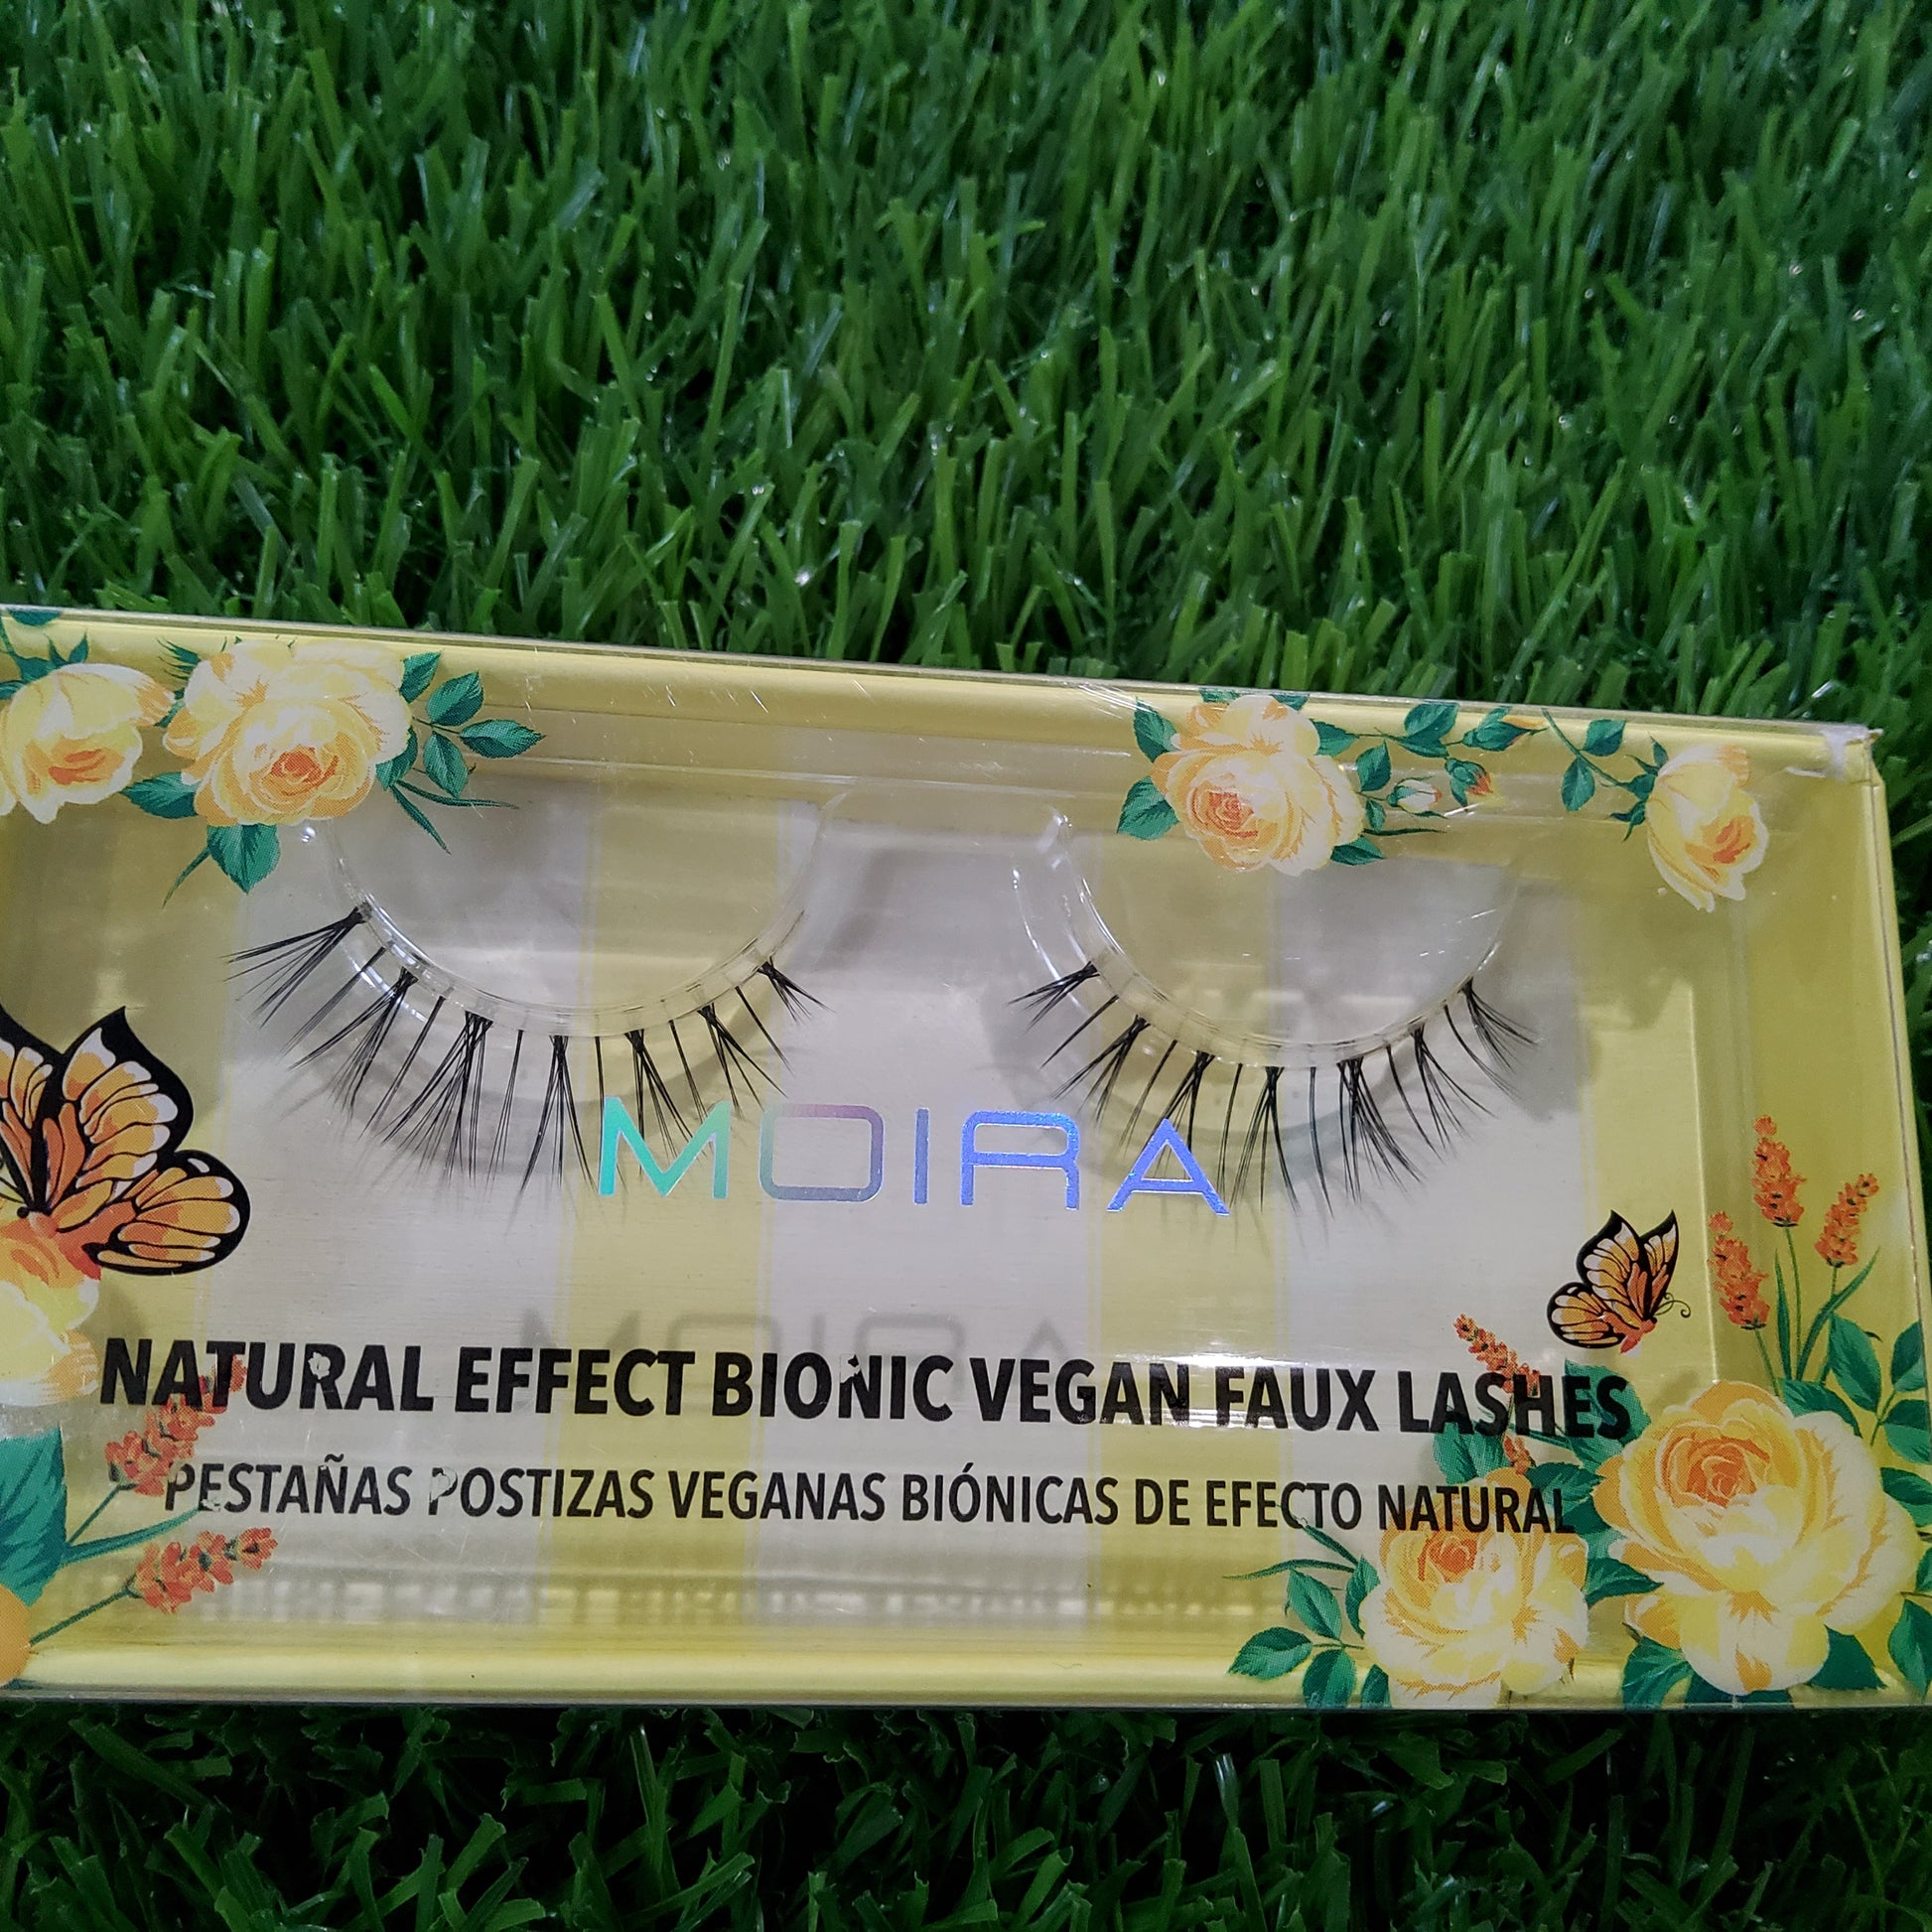 MOIRA
NATURAL EFFECT BIONIC VEGAN FAUX LASHES
PESTAÑAS POSTIZAS VEGANAS BIÓNICAS DE EFECTO NATURAL